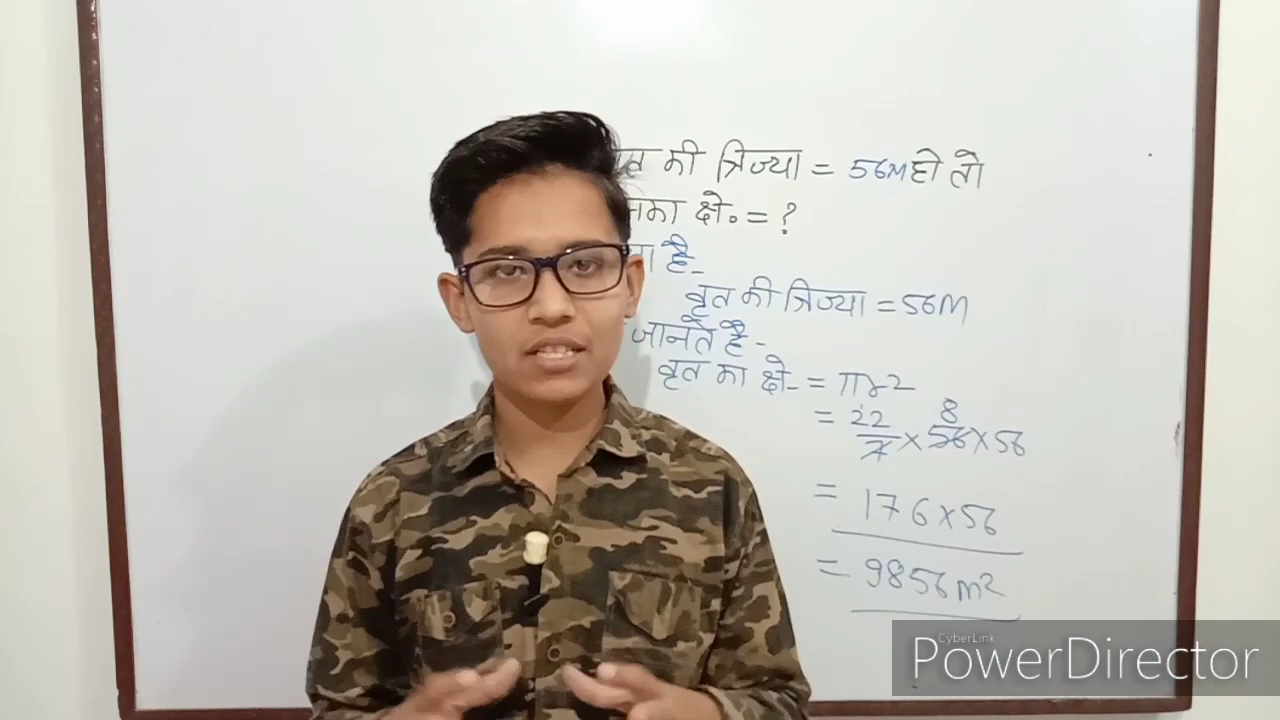 की त्रिज्या = 56M हो तो
क्षे॰ = ?
है-
वृत की त्रिज्या = 56M
जानते है-
वृत का क्षे- = πr2
= 22/7 × 56 8 × 56
= 176 × 56
= 9856 m²
CyberLink
PowerDirector